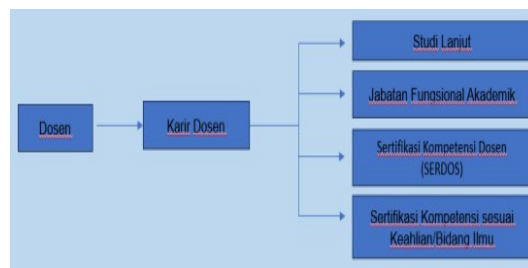 Studi Lanjut
Jabatan Fungsional Akademik
Dosen
Karir Dosen
Sertifikasi Kompetensi Dosen
(SERDOS)
Sertifikasi Kompetensi sesuai
Keahlian/Bidang Ilmu